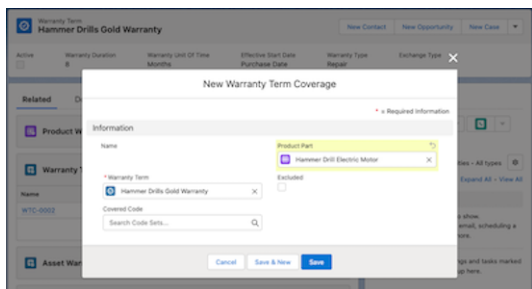 Warranty Term
Hammer Drills Gold Warranty
New Contact
New Opportunity
New Case
Active
Warranty Duration
Warranty Unit Of Time
Effective Start Date
Warranty Type
Exchange Type
8
Months
Purchase Date
Repair
New Warranty Term Coverage
Related
* = Required Information
Product W
Information
Name
Product Part
Hammer Drill Electric Motor
Warranty T
* Warranty Term
Excluded
ties - All types
Hammer Drills Gold Warranty
Expand All - View All
Name
Covered Code
WTC-0002
Search Code Sets...
show.
email, scheduling a
ore.
Asset War
Cancel
Save & New
Save
ngs and tasks marked
up here.